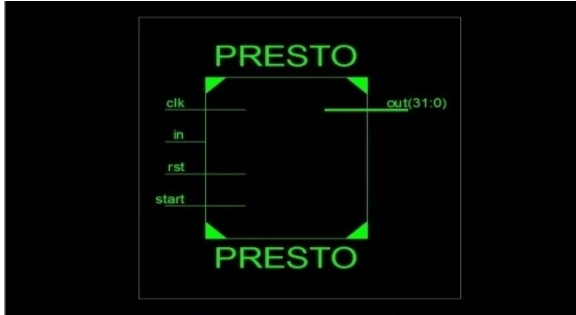 PRESTO
clk
out(31:0)
in
rst
start
PRESTO